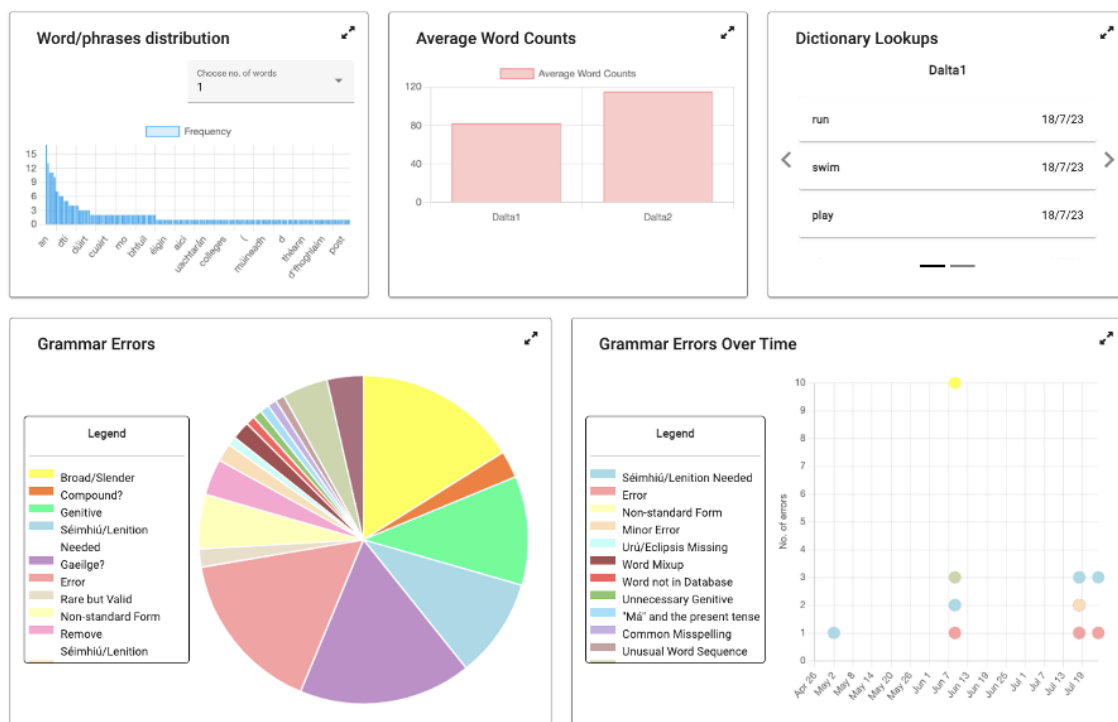 Word/phrases distribution
Choose no. of words
1
Frequency
15
12
9
6
3
0
an
dtí
dúirt
cuairt
mo
bhfuil
éigin
aici
uachtarán
colleges
(
múineadh
d
théann
d'fhoghlaim
post
Average Word Counts
Average Word Counts
120
80
40
0
Dalta1
Dalta2
Dictionary Lookups
Dalta1
run 18/7/23
swim 18/7/23
play 18/7/23
Grammar Errors
Legend
Broad/Slender
Compound?
Genitive
Séimhiú/Lenition
Needed
Gaeilge?
Error
Rare but Valid
Non-standard Form
Remove
Séimhiú/Lenition
Grammar Errors Over Time
Legend
Séimhiú/Lenition Needed
Error
Non-standard Form
Minor Error
Urú/Eclipsis Missing
Word Mixup
Word not in Database
Unnecessary Genitive
"Má" and the present tense
Common Misspelling
Unusual Word Sequence
No. of errors
10
9
8
7
6
5
4
3
2
1
0
Apr 26
May 2
May 8
May 14
May 20
May 26
Jun 1
Jun 7
Jun 13
Jun 19
Jun 25
Jul 1
Jul 7
Jul 13
Jul 19